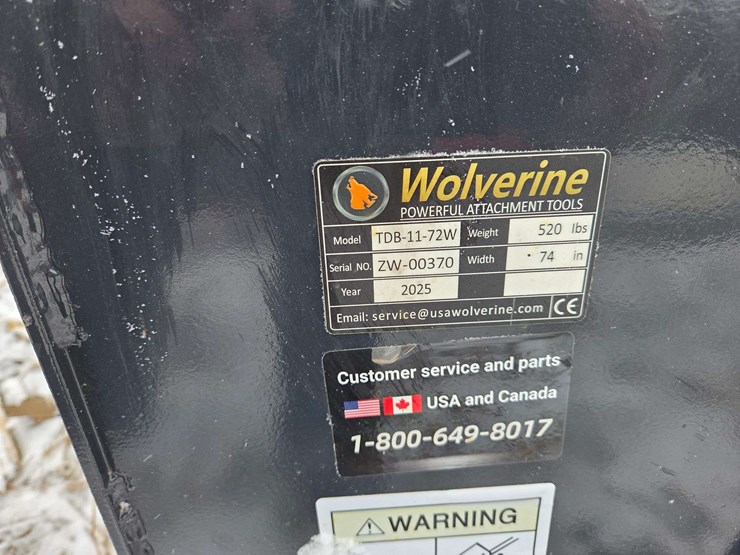 Wolverine
POWERFUL ATTACHMENT TOOLS
Model TDB-11-72W Weight 520 lbs
Serial NO. ZW-00370 Width 74 in
Year 2025
Email: service@usawolverine.com CE
Customer service and parts
USA and Canada
1-800-649-8017
WARNING